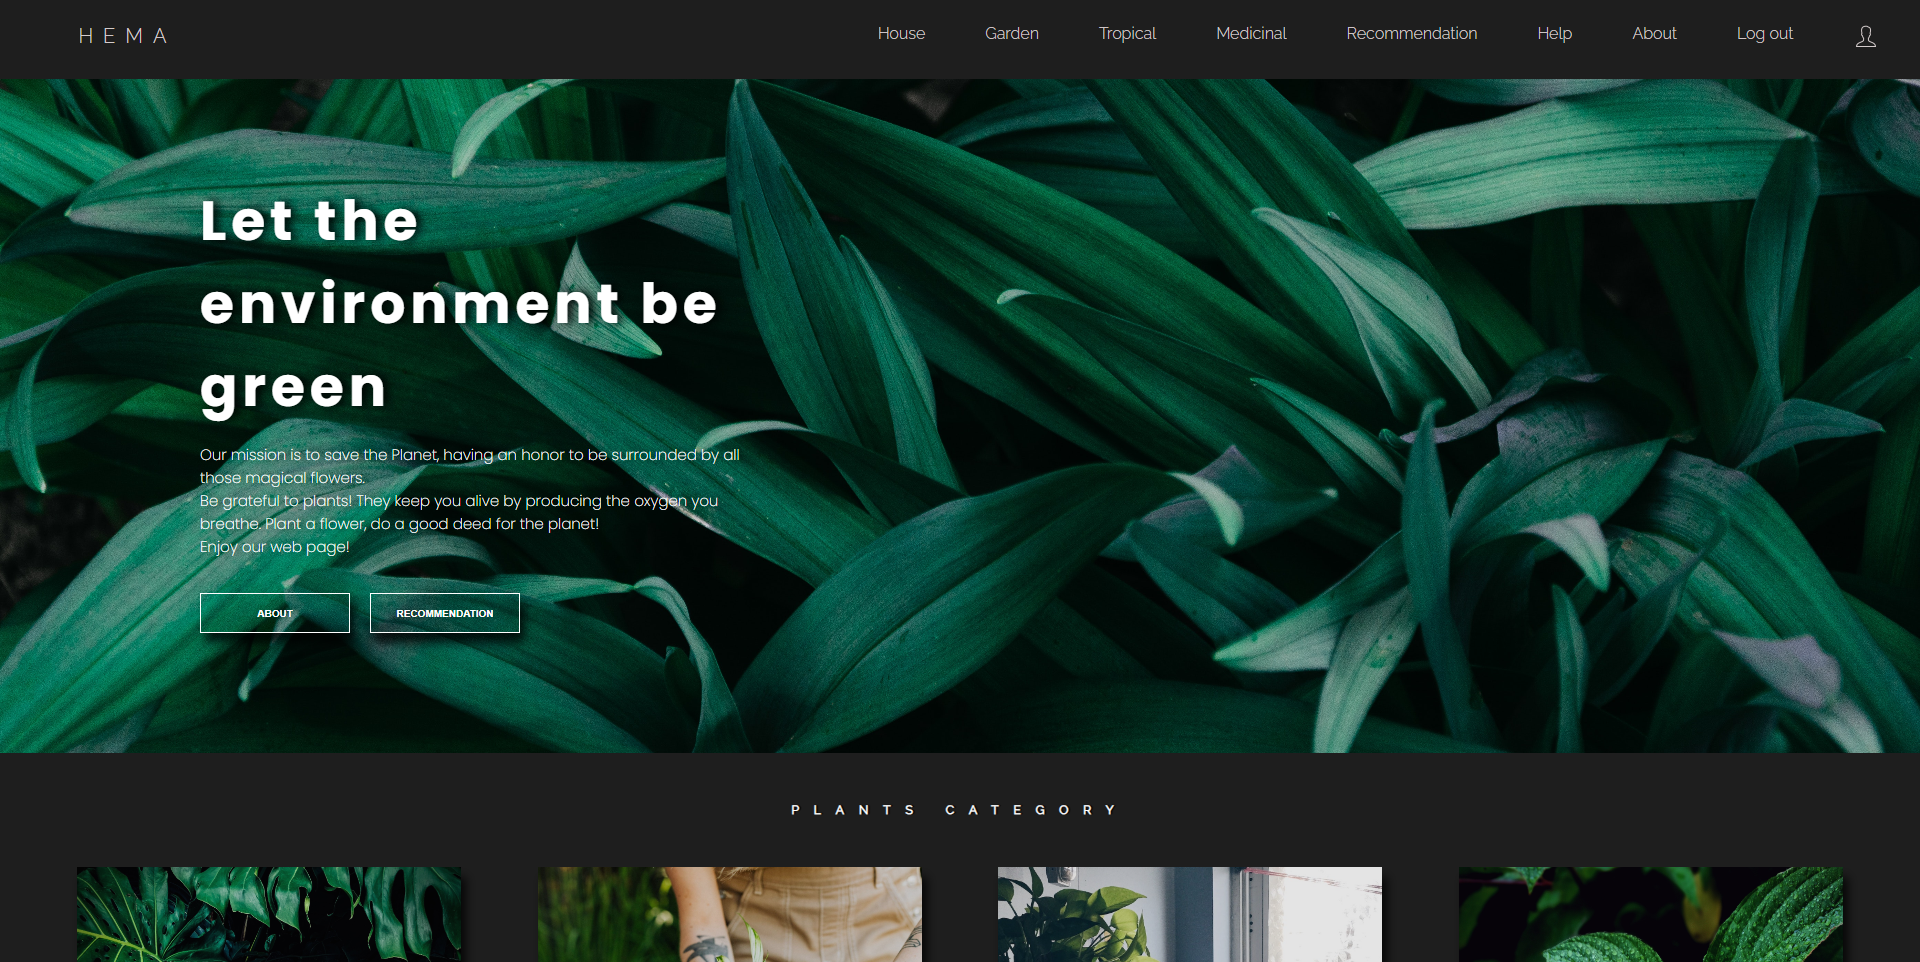 HEMA
House Garden Tropical Medicinal Recommendation Help About Log out
Let the
environment be
green
Our mission is to save the Planet, having an honor to be surrounded by all
those magical flowers.
Be grateful to plants! They keep you alive by producing the oxygen you
breathe. Plant a flower, do a good deed for the planet!
Enjoy our web page!
ABOUT RECOMMENDATION
PLANTS CATEGORY